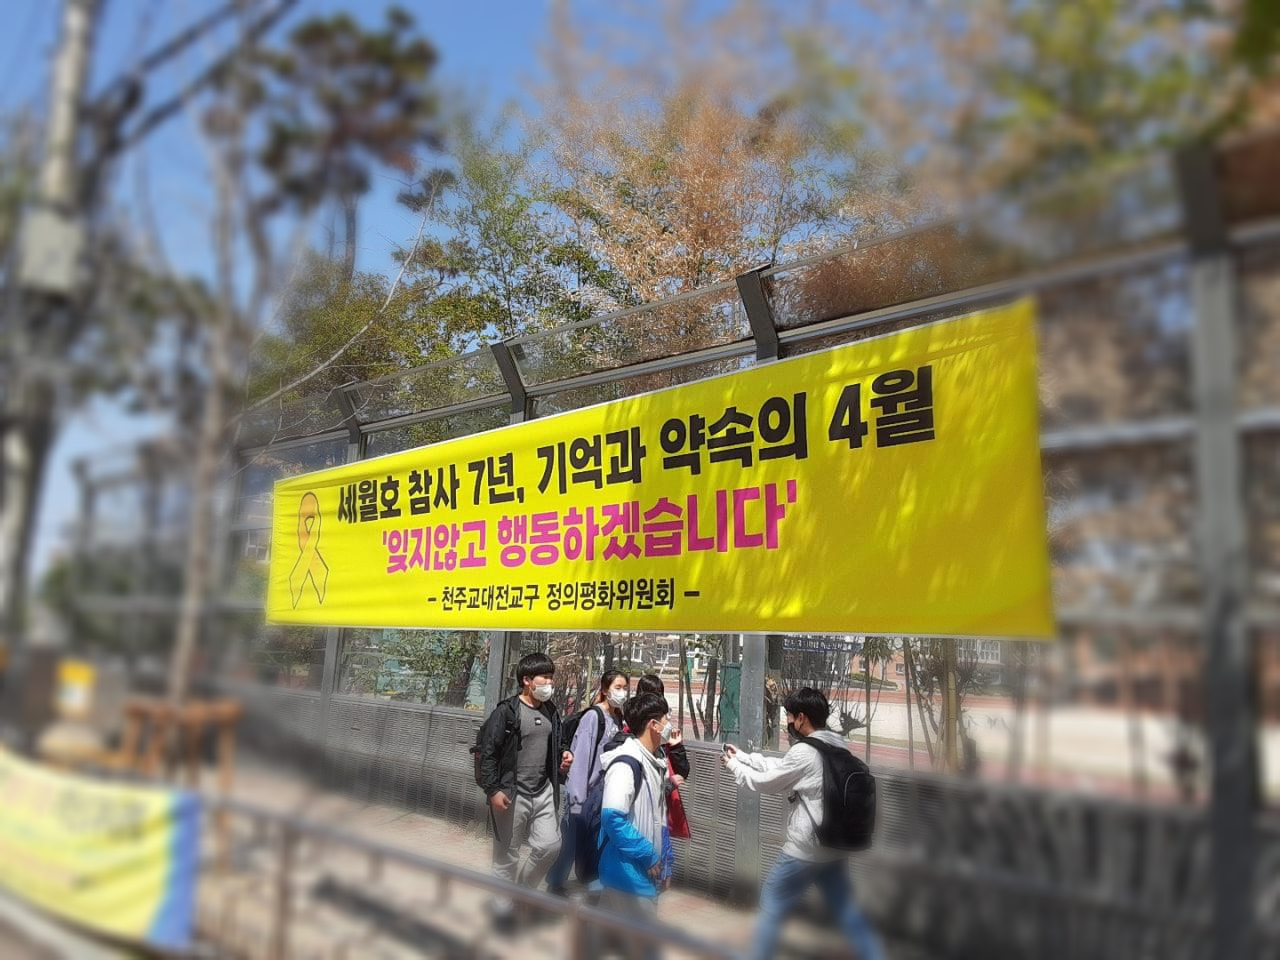 세월호 참사 7년, 기억과 약속의 4월
'잊지않고 행동하겠습니다'
- 천주교대전교구 정의평화위원회 -